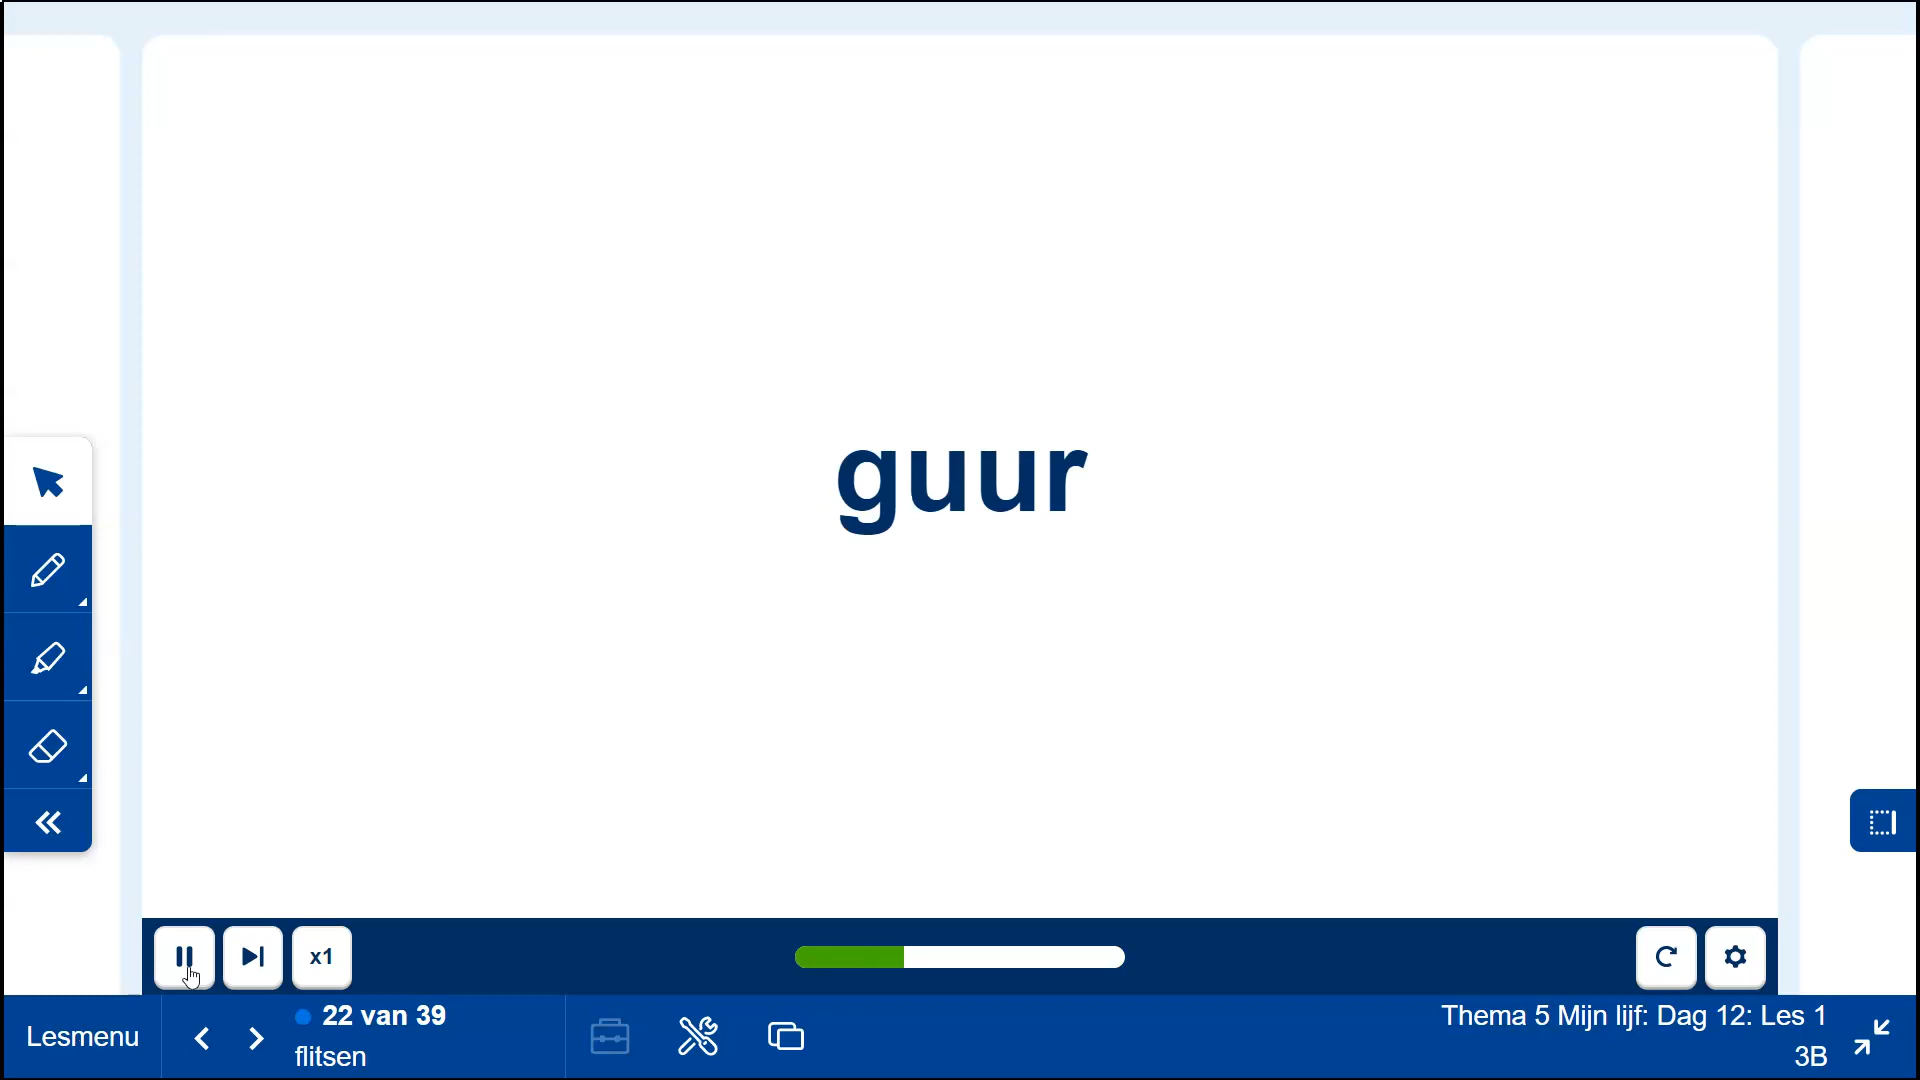 guur
x1
Lesmenu
22 van 39
flitsen
Thema 5 Mijn lijf: Dag 12: Les 1
3B